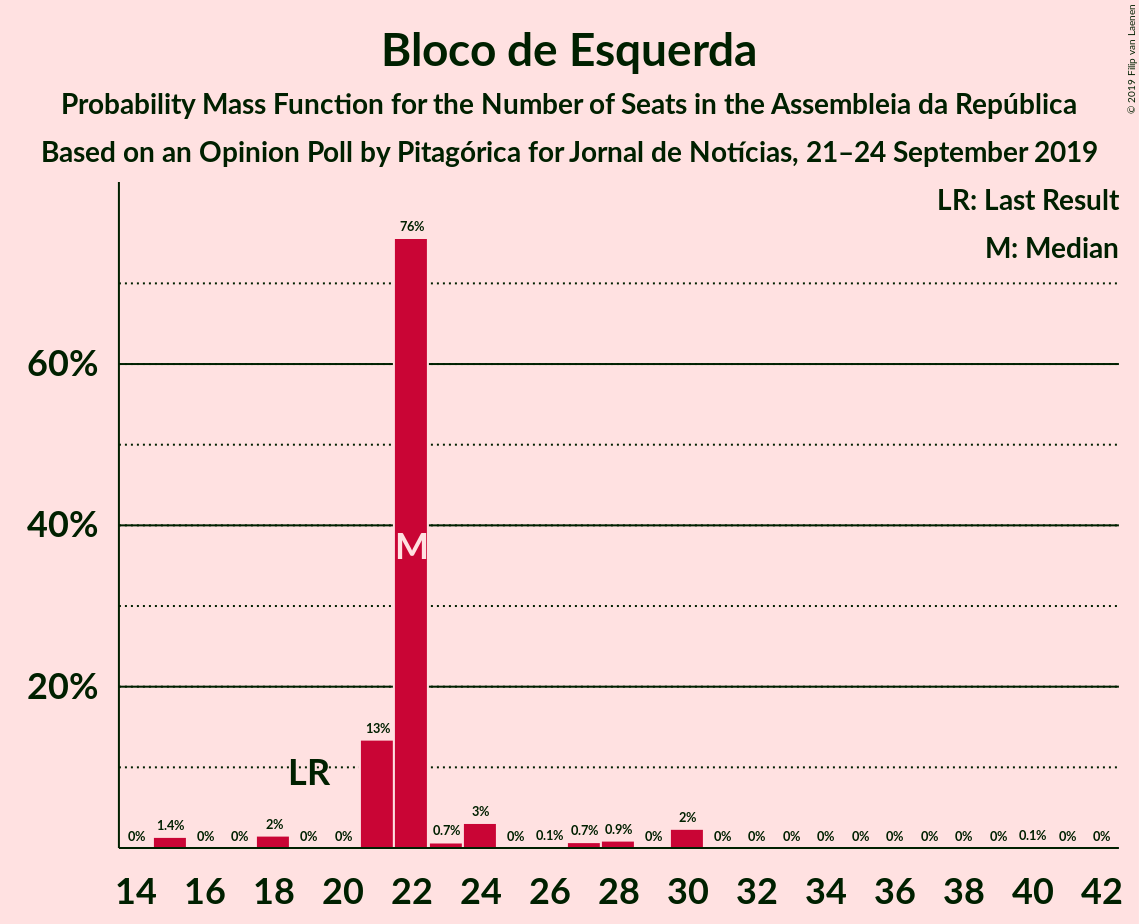 Bloco de Esquerda
Probability Mass Function for the Number of Seats in the Assembleia da República
Based on an Opinion Poll by Pitagórica for Jornal de Notícias, 21–24 September 2019
© 2019 Filip van Laenen
LR: Last Result
M: Median
60%
40%
20%
0% 1.4% 0% 0% 2% 0% 0% 13% 76% 0.7% 3% 0% 0.1% 0.7% 0.9% 0% 2% 0% 0% 0% 0% 0% 0% 0% 0% 0% 0.1% 0% 0%
M
LR
14 16 18 20 22 24 26 28 30 32 34 36 38 40 42